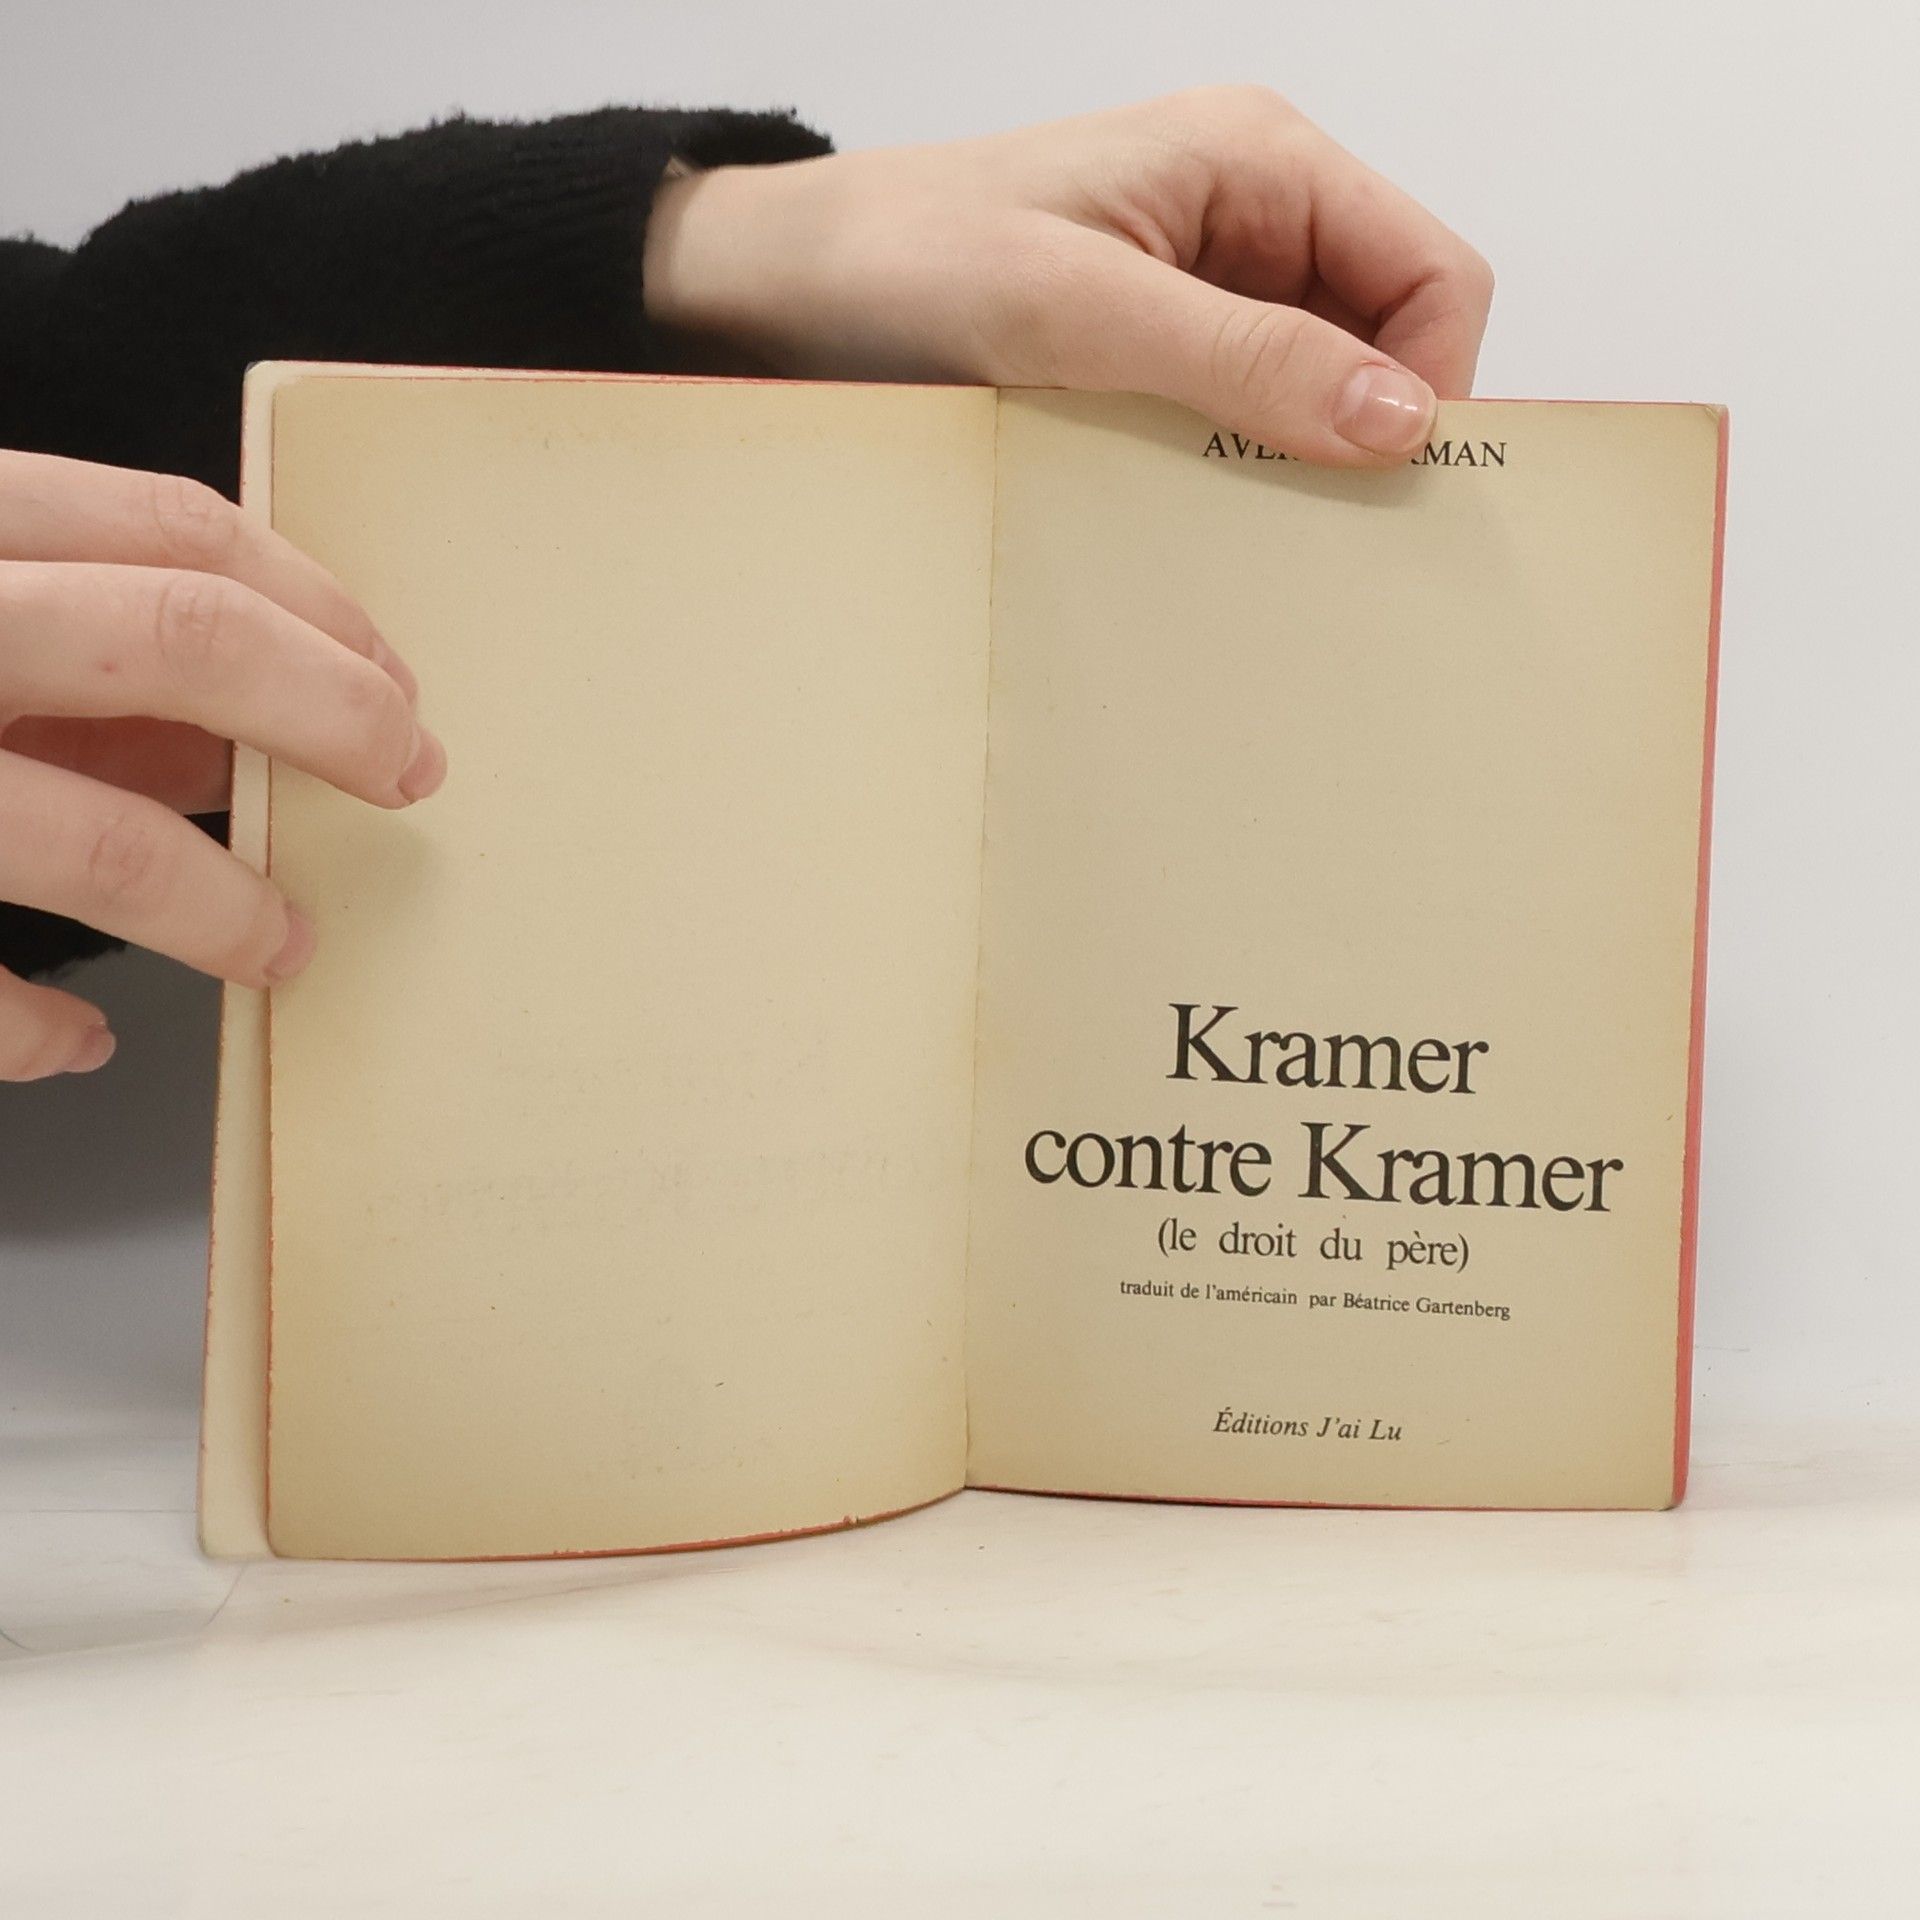 Kramer
contre Kramer
(le droit du père)
traduit de l'américain par Béatrice Gartenberg
Éditions J'ai Lu